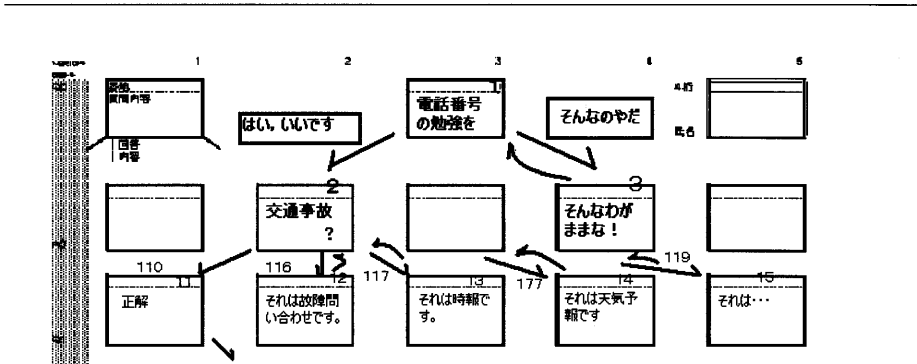 1 2 3 4 5
質問内容
回答
内容
はい，いいです
1
電話番号
の勉強を
そんなのやだ
氏名
2
交通事故
？
3
そんなわが
ままな！
110
116
117
177
119
11
正解
12
それは故障問
い合わせです。
13
それは時報で
す。
14
それは天気予
報です
15
それは・・・